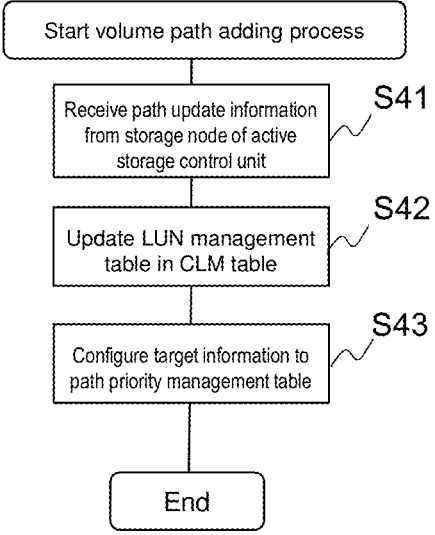 Start volume path adding process
Receive path update information
from storage node of active
storage control unit
S41
Update LUN management
table in CLM table
S42
Configure target information to
path priority management table
S43
End